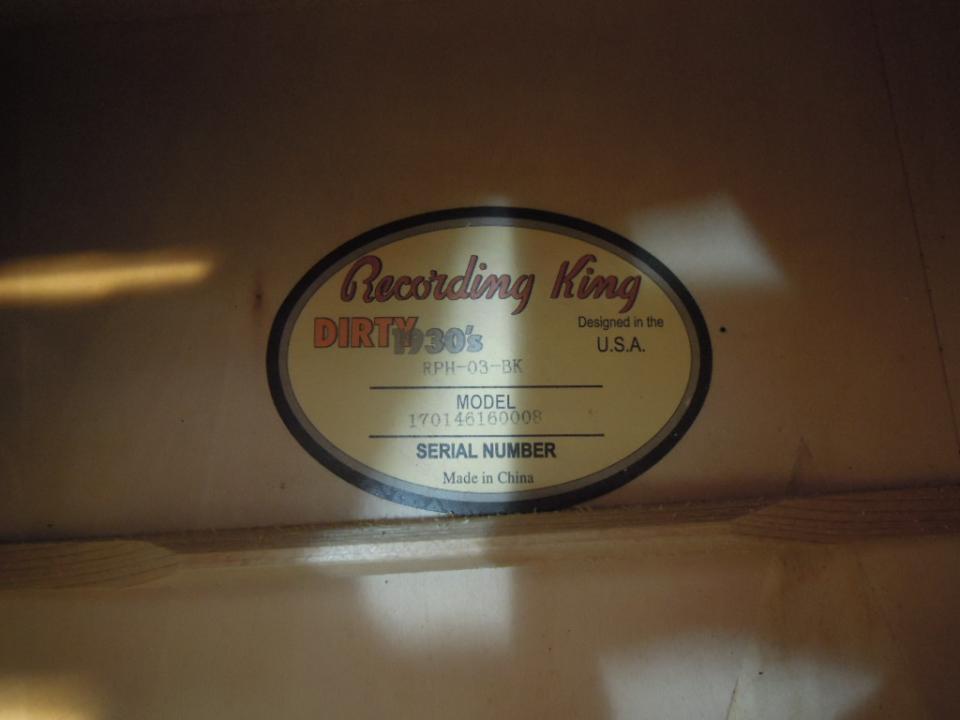 Recording King
DIRTY 1930's
Designed in the
U.S.A.
RPH-03-BK
MODEL
170146160008
SERIAL NUMBER
Made in China